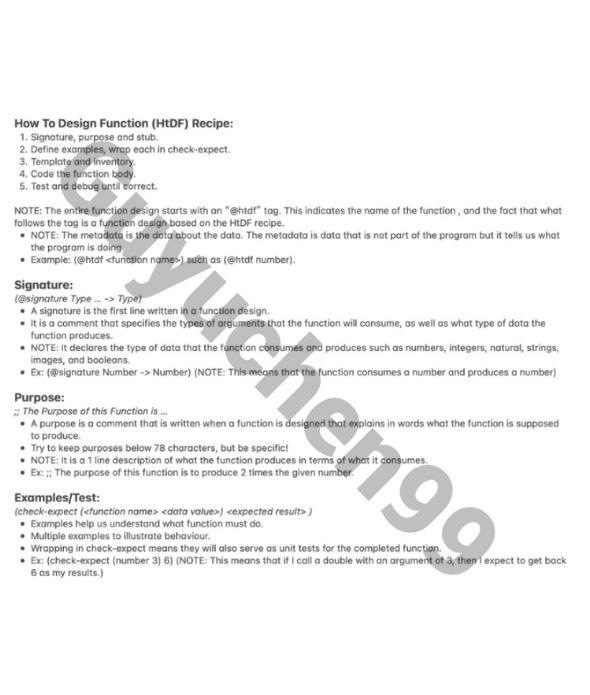 How To Design Function (HtDF) Recipe:
1. Signature, purpose and stub.
2. Define examples, wrap each in check-expect.
3. Template and inventory.
4. Code the function body.
5. Test and debug until correct.
NOTE: The entire function design starts with an "@htdf" tag. This indicates the name of the function , and the fact that what
follows the tag is a function design based on the HtDF recipe.
• NOTE: The metadata is the data about the data. The metadata is data that is not part of the program but it tells us what
the program is doing.
• Example: (@htdf <function name>) such as (@htdf number).
Signature:
(@signature Type ... -> Type)
• A signature is the first line written in a function design.
• It is a comment that specifies the types of arguments that the function will consume, as well as what type of data the
function produces.
• NOTE: It declares the type of data that the function consumes and produces such as numbers, integers, natural, strings,
images, and booleans.
• Ex: (@signature Number -> Number) (NOTE: This means that the function consumes a number and produces a number)
Purpose:
;; The Purpose of this Function is ...
• A purpose is a comment that is written when a function is designed that explains in words what the function is supposed
to produce.
• Try to keep purposes below 78 characters, but be specific!
• NOTE: It is a 1 line description of what the function produces in terms of what it consumes.
• Ex: ;; The purpose of this function is to produce 2 times the given number.
Examples/Test:
(check-expect (<function name> <data value>) <expected result> )
• Examples help us understand what function must do.
• Multiple examples to illustrate behaviour.
• Wrapping in check-expect means they will also serve as unit tests for the completed function.
• Ex: (check-expect (number 3) 6) (NOTE: This means that if I call a double with an argument of 3, then I expect to get back
6 as my results.)
Guyuchen99